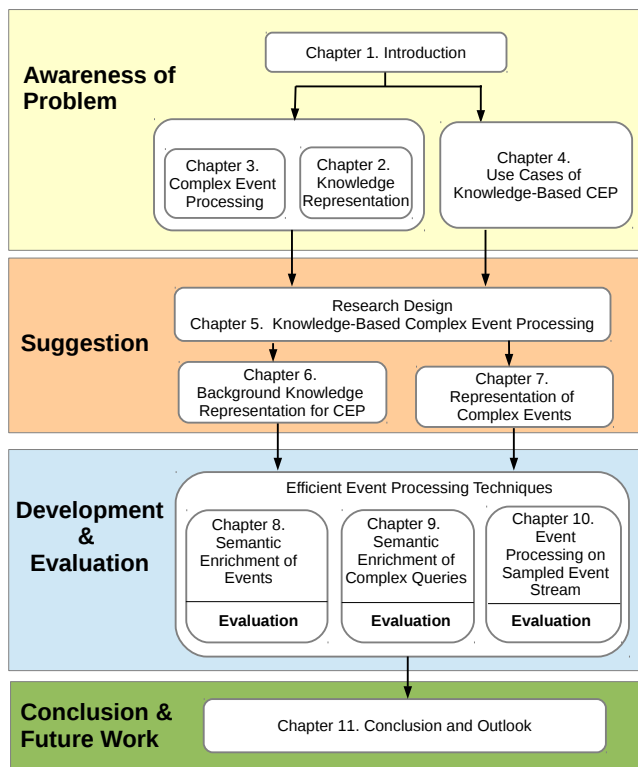 Awareness of
Problem
Chapter 1. Introduction
Chapter 3.
Complex Event
Processing
Chapter 2.
Knowledge
Representation
Chapter 4.
Use Cases of
Knowledge-Based CEP
Suggestion
Research Design
Chapter 5. Knowledge-Based Complex Event Processing
Chapter 6.
Background Knowledge
Representation for CEP
Chapter 7.
Representation of
Complex Events
Development
&
Evaluation
Efficient Event Processing Techniques
Chapter 8.
Semantic
Enrichment of
Events
Evaluation
Chapter 9.
Semantic
Enrichment of
Complex Queries
Evaluation
Chapter 10.
Event
Processing on
Sampled Event
Stream
Evaluation
Conclusion &
Future Work
Chapter 11. Conclusion and Outlook